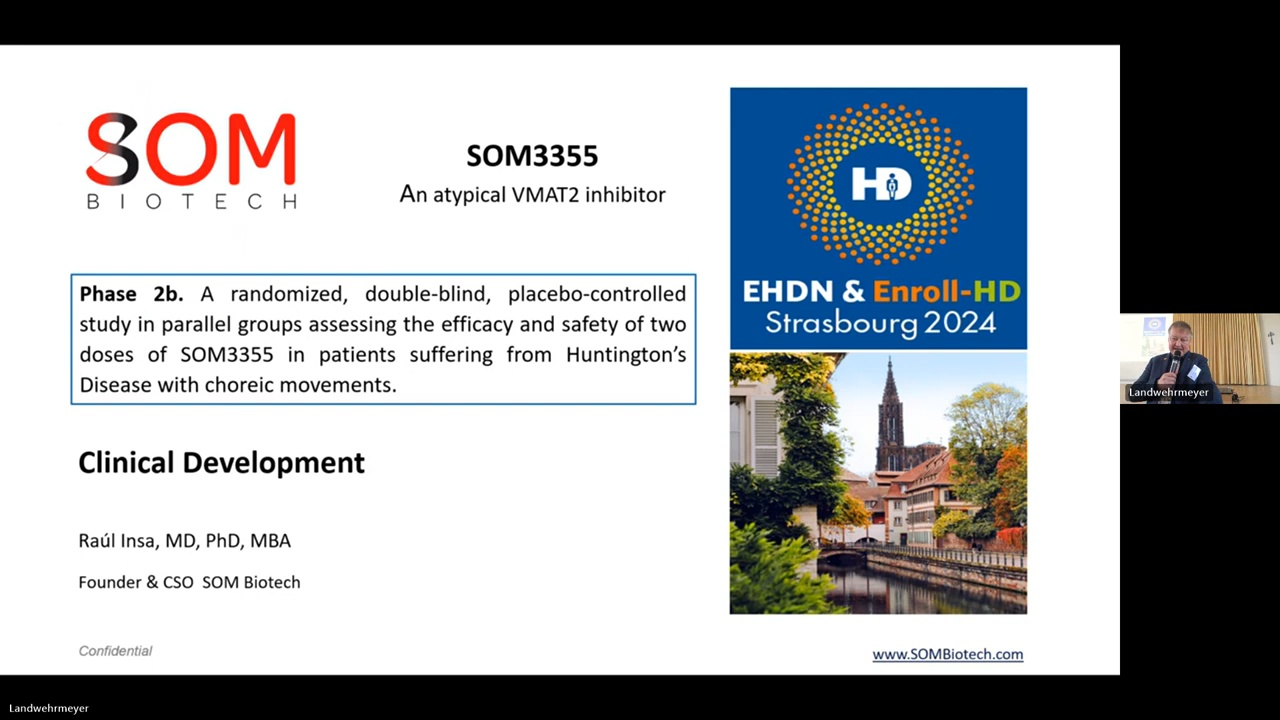 SOM
BIOTECH
SOM3355
An atypical VMAT2 inhibitor
Phase 2b. A randomized, double-blind, placebo-controlled
study in parallel groups assessing the efficacy and safety of two
doses of SOM3355 in patients suffering from Huntington's
Disease with choreic movements.
Clinical Development
Raúl Insa, MD, PhD, MBA
Founder & CSO SOM Biotech
Confidential
HD
EHDN & Enroll-HD
Strasbourg 2024
www.SOMBiotech.com
Landwehrmeyer
Landwehrmeyer